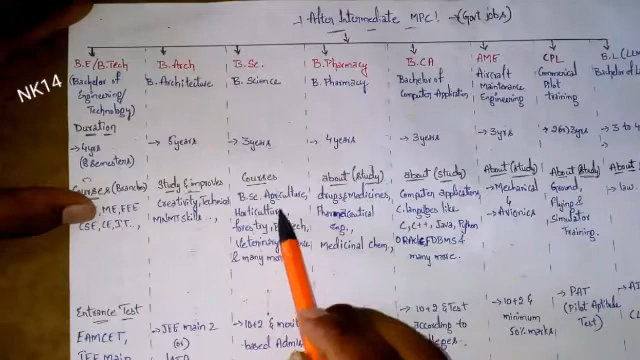 After Intermediate MPC! (Govt jobs)
NK14
B.E/B.Tech B.Arch B.Sc. B.Pharmacy B.CA AME CPL B.L
(Bachelor of B. Architecture B. Science B. Pharmacy Bachelor of Aircraft Commercial Bachelor of
Engineering/ Computer Application Maintenance Pilot
Technology) Engineering training
Duration
→4yrs →5years →3years →4years →3years →3yrs 3yrs →3 to 4
(8 semesters)
Courses (Branches) Study & improves Courses about (study) about (study) About (study) About (study) About
ME, EEE Creativity, Technical B.Sc. Agriculture, drugs & Medicines, Computer applications, →Mechanical Ground, →law
CSE, CE, IT.. MNMT skills.., Horticulture Pharmaceutical C. languages like & Flying &
forestry, eng., C, C++, Java, Python →Avionics Simulator
Veterinary Medicinal chem., ORACLE, DBMS & Training.
& many many more..
Entrance Test
EAMCET, →JEE main 2 →10+2 & →10+2 & Test →10+2 & →PAT
JEE main (or) based according to minimum (Pilot Aptitude
50% marks Test)